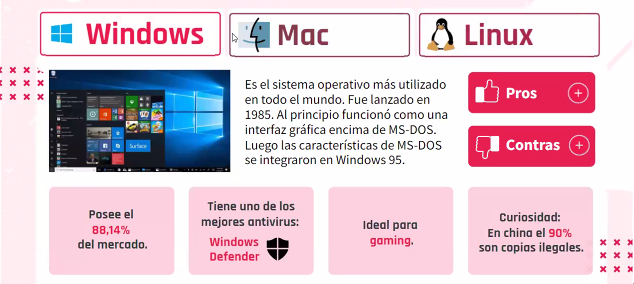 Windows
Mac
Linux
Es el sistema operativo más utilizado
en todo el mundo. Fue lanzado en
1985. Al principio funcionó como una
interfaz gráfica encima de MS-DOS.
Luego las características de MS-DOS
se integraron en Windows 95.
Pros
Contras
Surface
Posee el
88,14%
del mercado.
Tiene uno de los
mejores antivirus:
Windows
Defender
Ideal para
gaming.
Curiosidad:
En china el 90%
son copias ilegales.